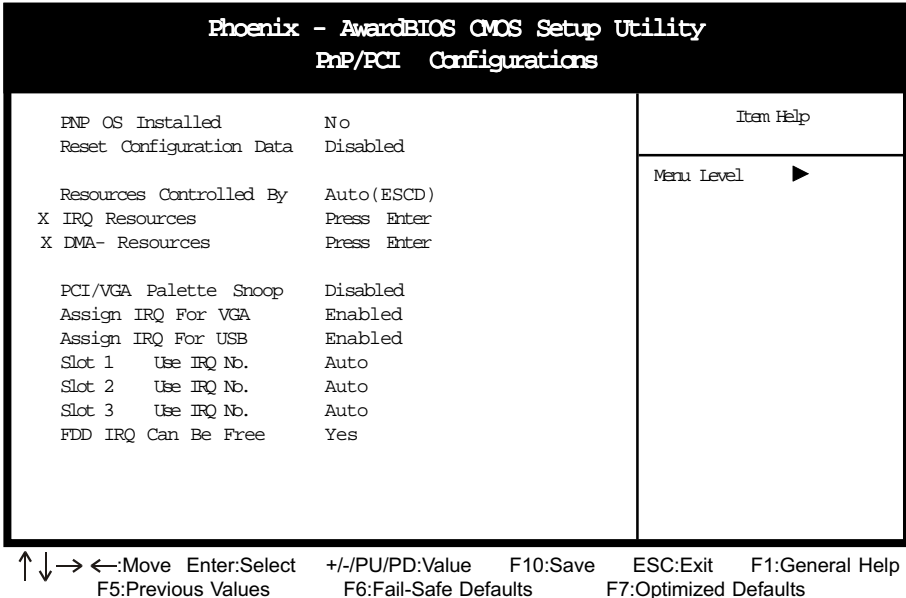 Phoenix - AwardBIOS CMOS Setup Utility
PnP/PCI Configurations
PNP OS Installed No
Reset Configuration Data Disabled
Resources Controlled By Auto(ESCD)
X IRQ Resources Press Enter
X DMA- Resources Press Enter
PCI/VGA Palette Snoop Disabled
Assign IRQ For VGA Enabled
Assign IRQ For USB Enabled
Slot 1 Use IRQ No. Auto
Slot 2 Use IRQ No. Auto
Slot 3 Use IRQ No. Auto
FDD IRQ Can Be Free Yes
Item Help
Menu Level ▶
↑↓→←:Move Enter:Select +/-/PU/PD:Value F10:Save ESC:Exit F1:General Help
F5:Previous Values F6:Fail-Safe Defaults F7:Optimized Defaults